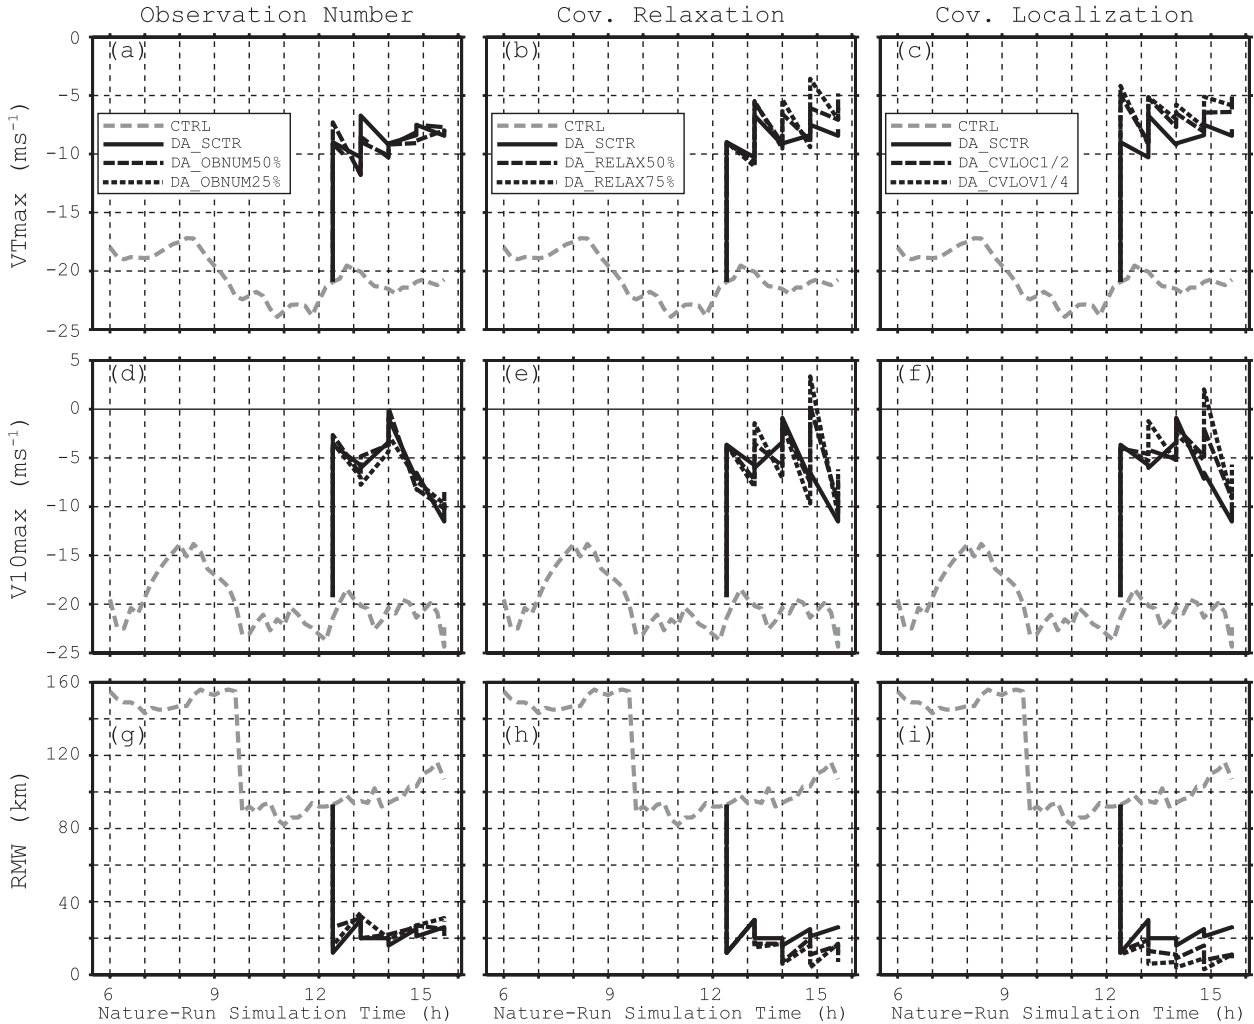 Observation Number
Cov. Relaxation
Cov. Localization
VTmax (ms⁻¹)
0
-5
-10
-15
-20
-25
(a)
CTRL
DA_SCTR
DA_OBNUM50%
DA_OBNUM25%
(b)
CTRL
DA_SCTR
DA_RELAX50%
DA_RELAX75%
(c)
CTRL
DA_SCTR
DA_CVLOC1/2
DA_CVLOV1/4
V10max (ms⁻¹)
5
0
-5
-10
-15
-20
-25
(d)
(e)
(f)
RMW (km)
160
120
80
40
0
(g)
(h)
(i)
6 9 12 15
6 9 12 15
6 9 12 15
Nature-Run Simulation Time (h)
Nature-Run Simulation Time (h)
Nature-Run Simulation Time (h)